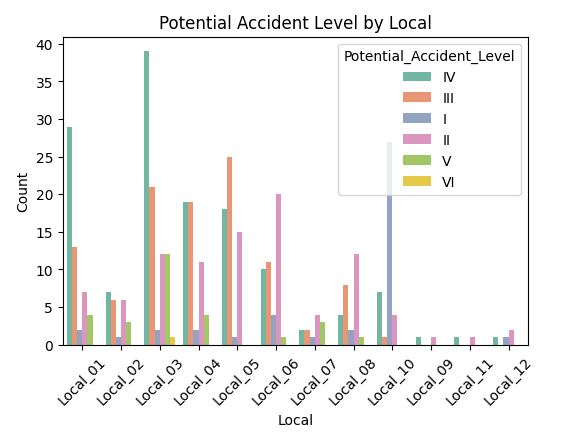 Potential Accident Level by Local
Potential_Accident_Level
IV
III
I
II
V
VI
Count
40
35
30
25
20
15
10
5
0
Local_01
Local_02
Local_03
Local_04
Local_05
Local_06
Local_07
Local_08
Local_10
Local_09
Local_11
Local_12
Local